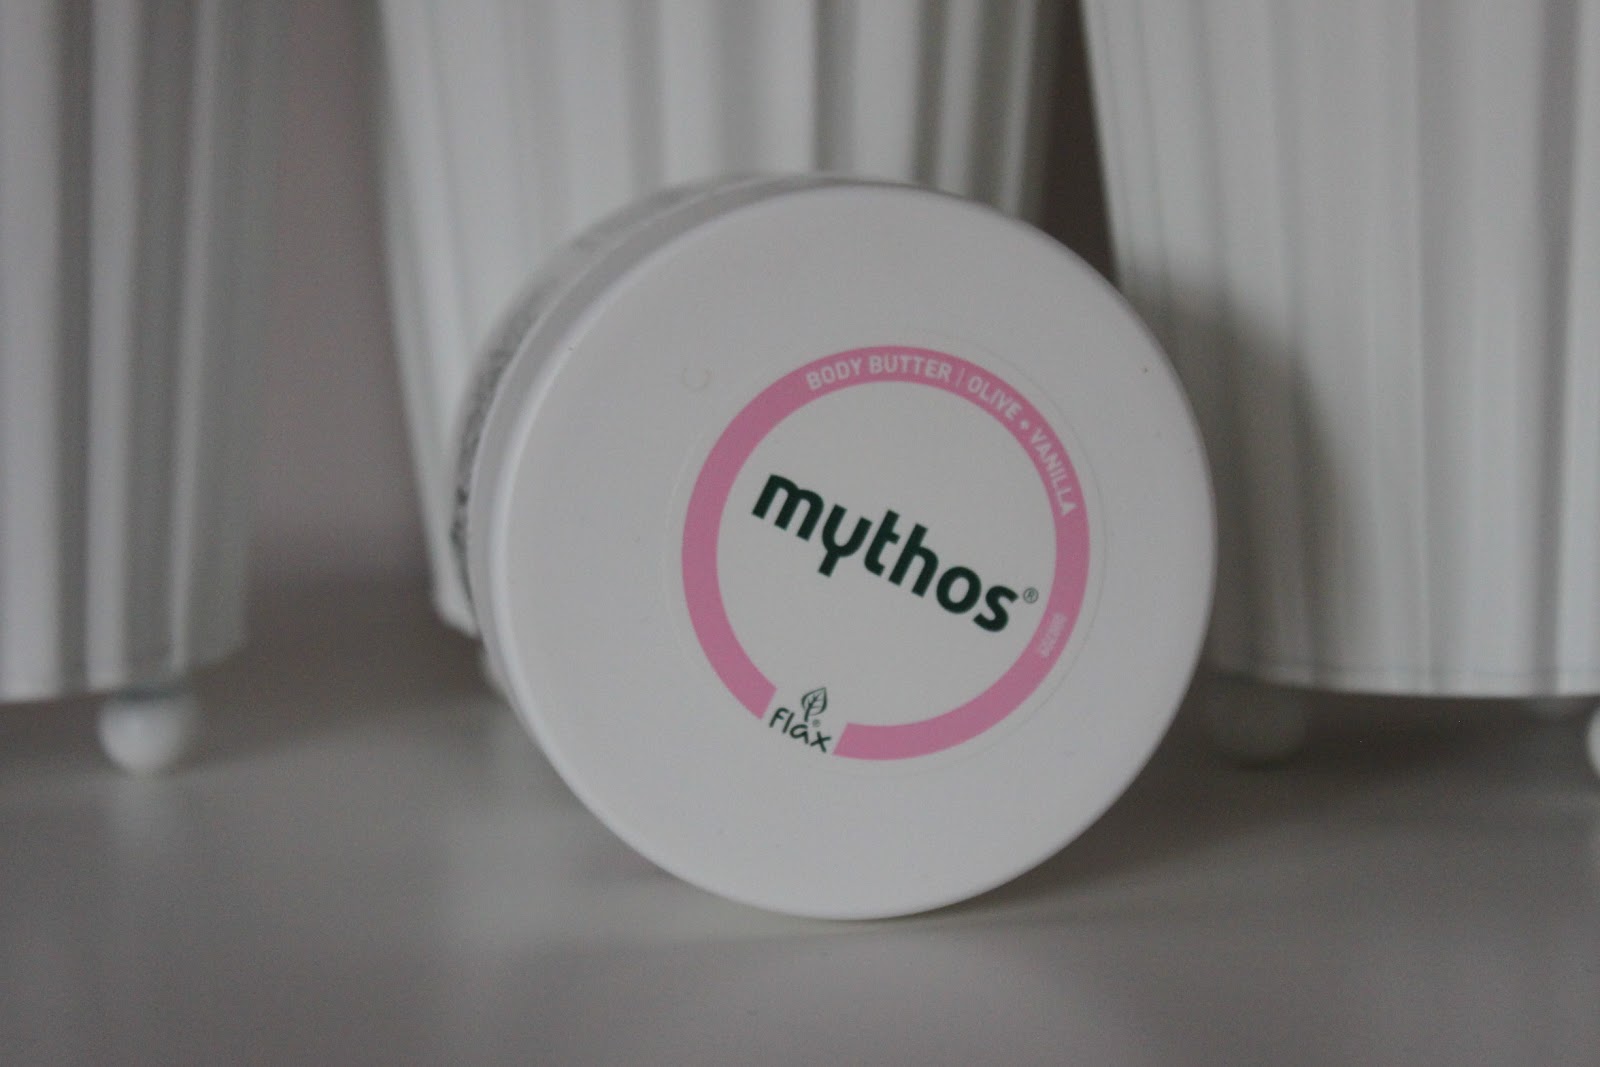 BODY BUTTER | OLIVE + VANILLA
mythos®
flax®